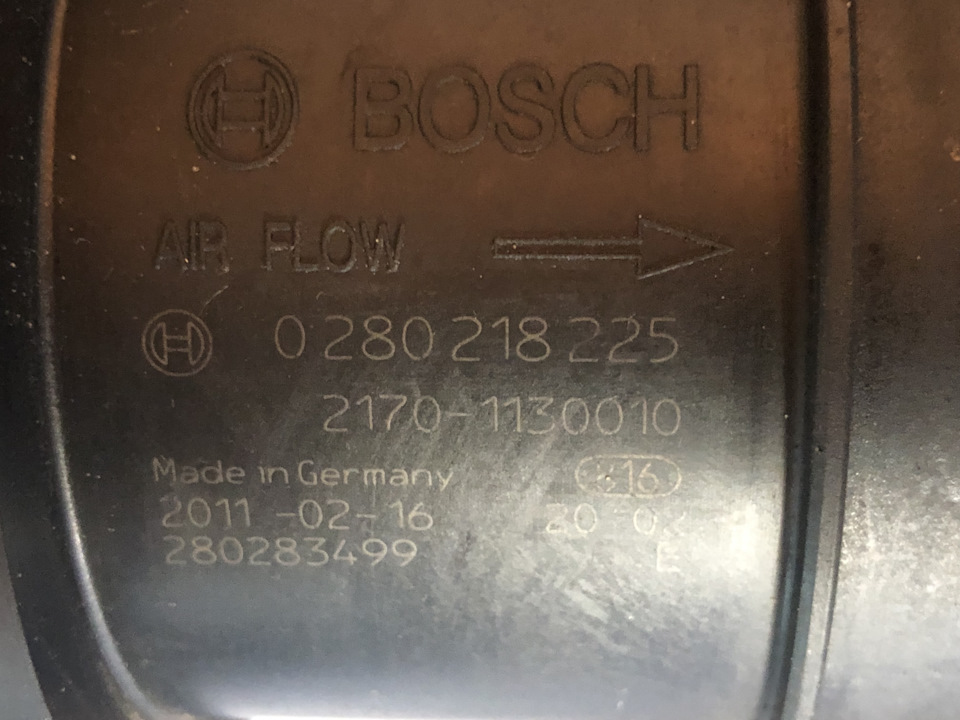 BOSCH
AIR FLOW
0 280 218 225
2170-1130010
Made in Germany
2011 -02-16
280283499
E